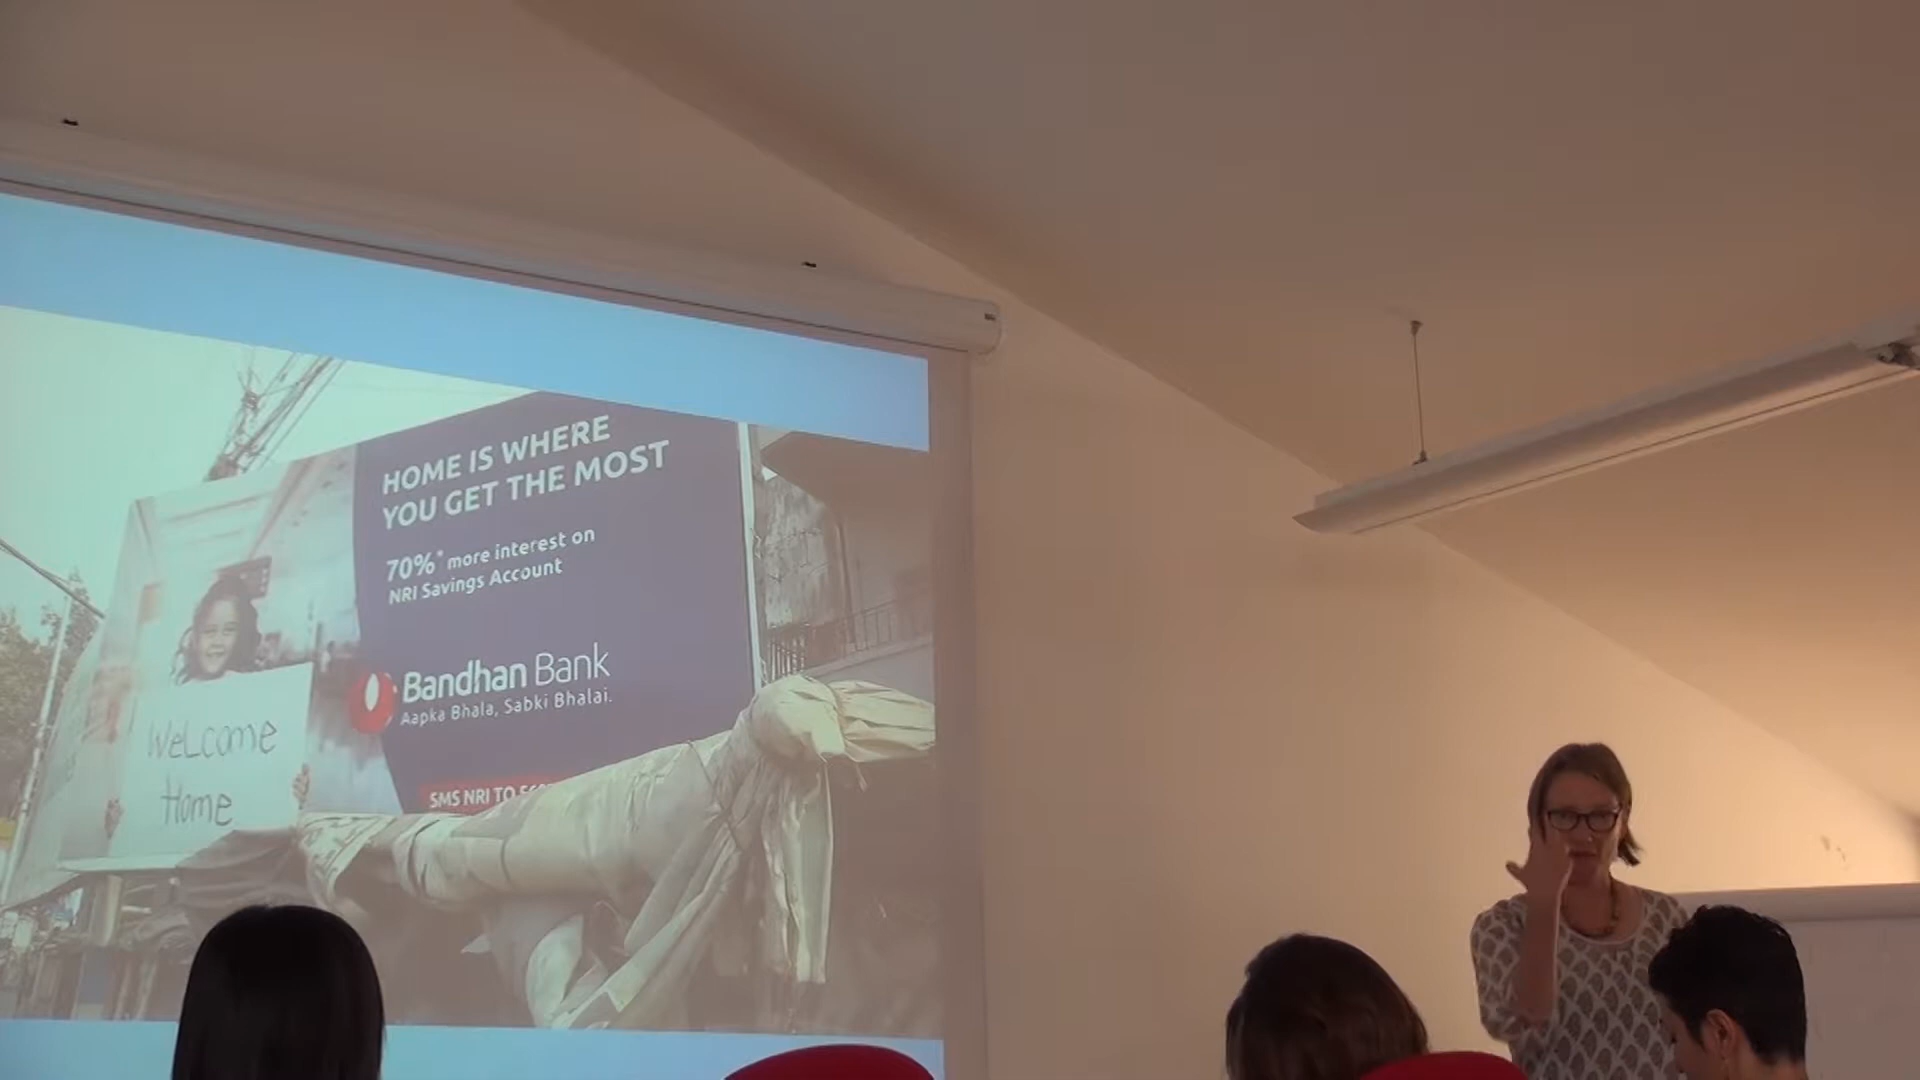 HOME IS WHERE
YOU GET THE MOST
70%* more interest on
NRI Savings Account
Bandhan Bank
Aapka Bhala, Sabki Bhalai.
SMS NRI TO
WeLcome
Home